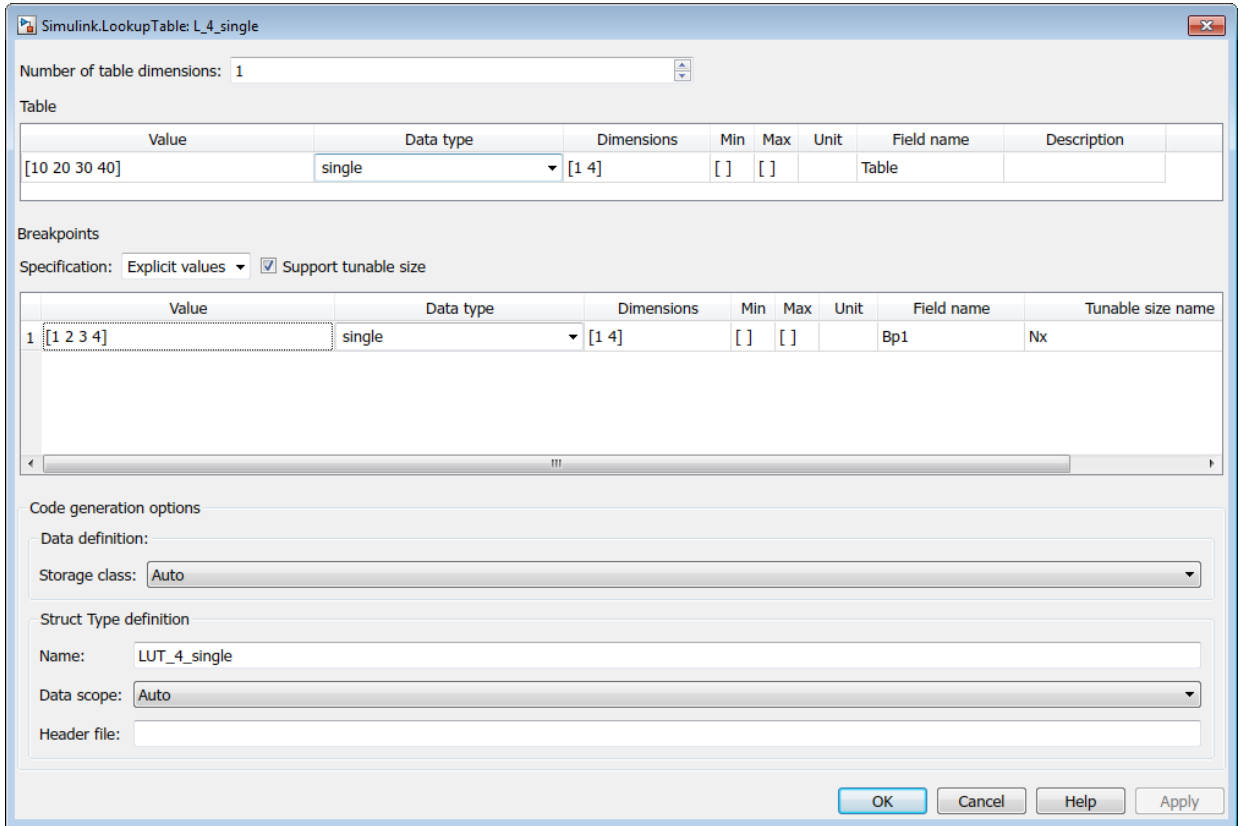 Simulink.LookupTable: L_4_single
Number of table dimensions: 1
Table
Value Data type Dimensions Min Max Unit Field name Description
[10 20 30 40] single [1 4] [ ] [ ] Table
Breakpoints
Specification: Explicit values Support tunable size
Value Data type Dimensions Min Max Unit Field name Tunable size name
1 [1 2 3 4] single [1 4] [ ] [ ] Bp1 Nx
Code generation options
Data definition:
Storage class: Auto
Struct Type definition
Name: LUT_4_single
Data scope: Auto
Header file:
OK Cancel Help Apply